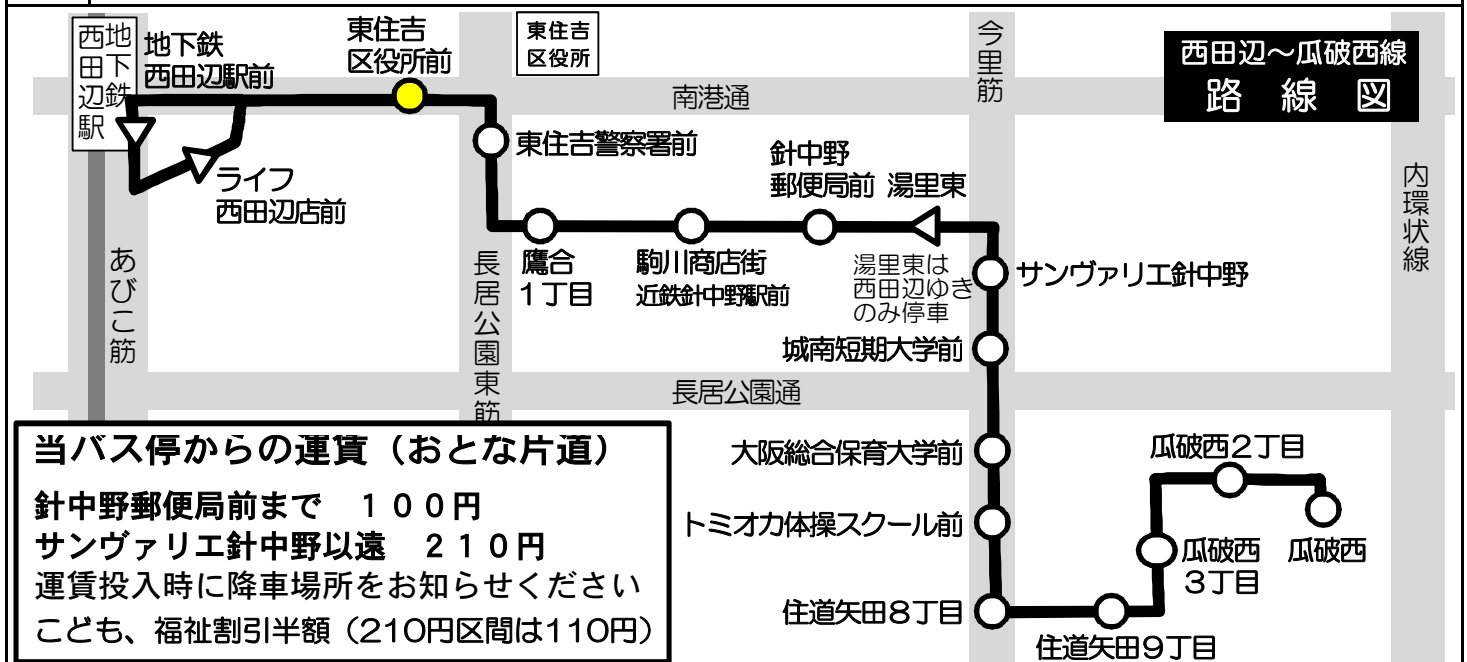 西田辺～瓜破西線
路線図
地下鉄
西田辺駅
地下鉄
西田辺駅前
東住吉
区役所前
東住吉
区役所
今里筋
南港通
東住吉警察署前
針中野
郵便局前
湯里東
ライフ
西田辺店前
内環状線
あびこ筋
長居公園東筋
鷹合
1丁目
駒川商店街
近鉄針中野駅前
湯里東は
西田辺ゆき
のみ停車
サンヴァリエ針中野
城南短期大学前
長居公園通
大阪総合保育大学前
瓜破西2丁目
トミオカ体操スクール前
瓜破西
3丁目
瓜破西
住道矢田8丁目
住道矢田9丁目
当バス停からの運賃（おとな片道）
針中野郵便局前まで　１００円
サンヴァリエ針中野以遠　２１０円
運賃投入時に降車場所をお知らせください
こども、福祉割引半額（210円区間は110円）